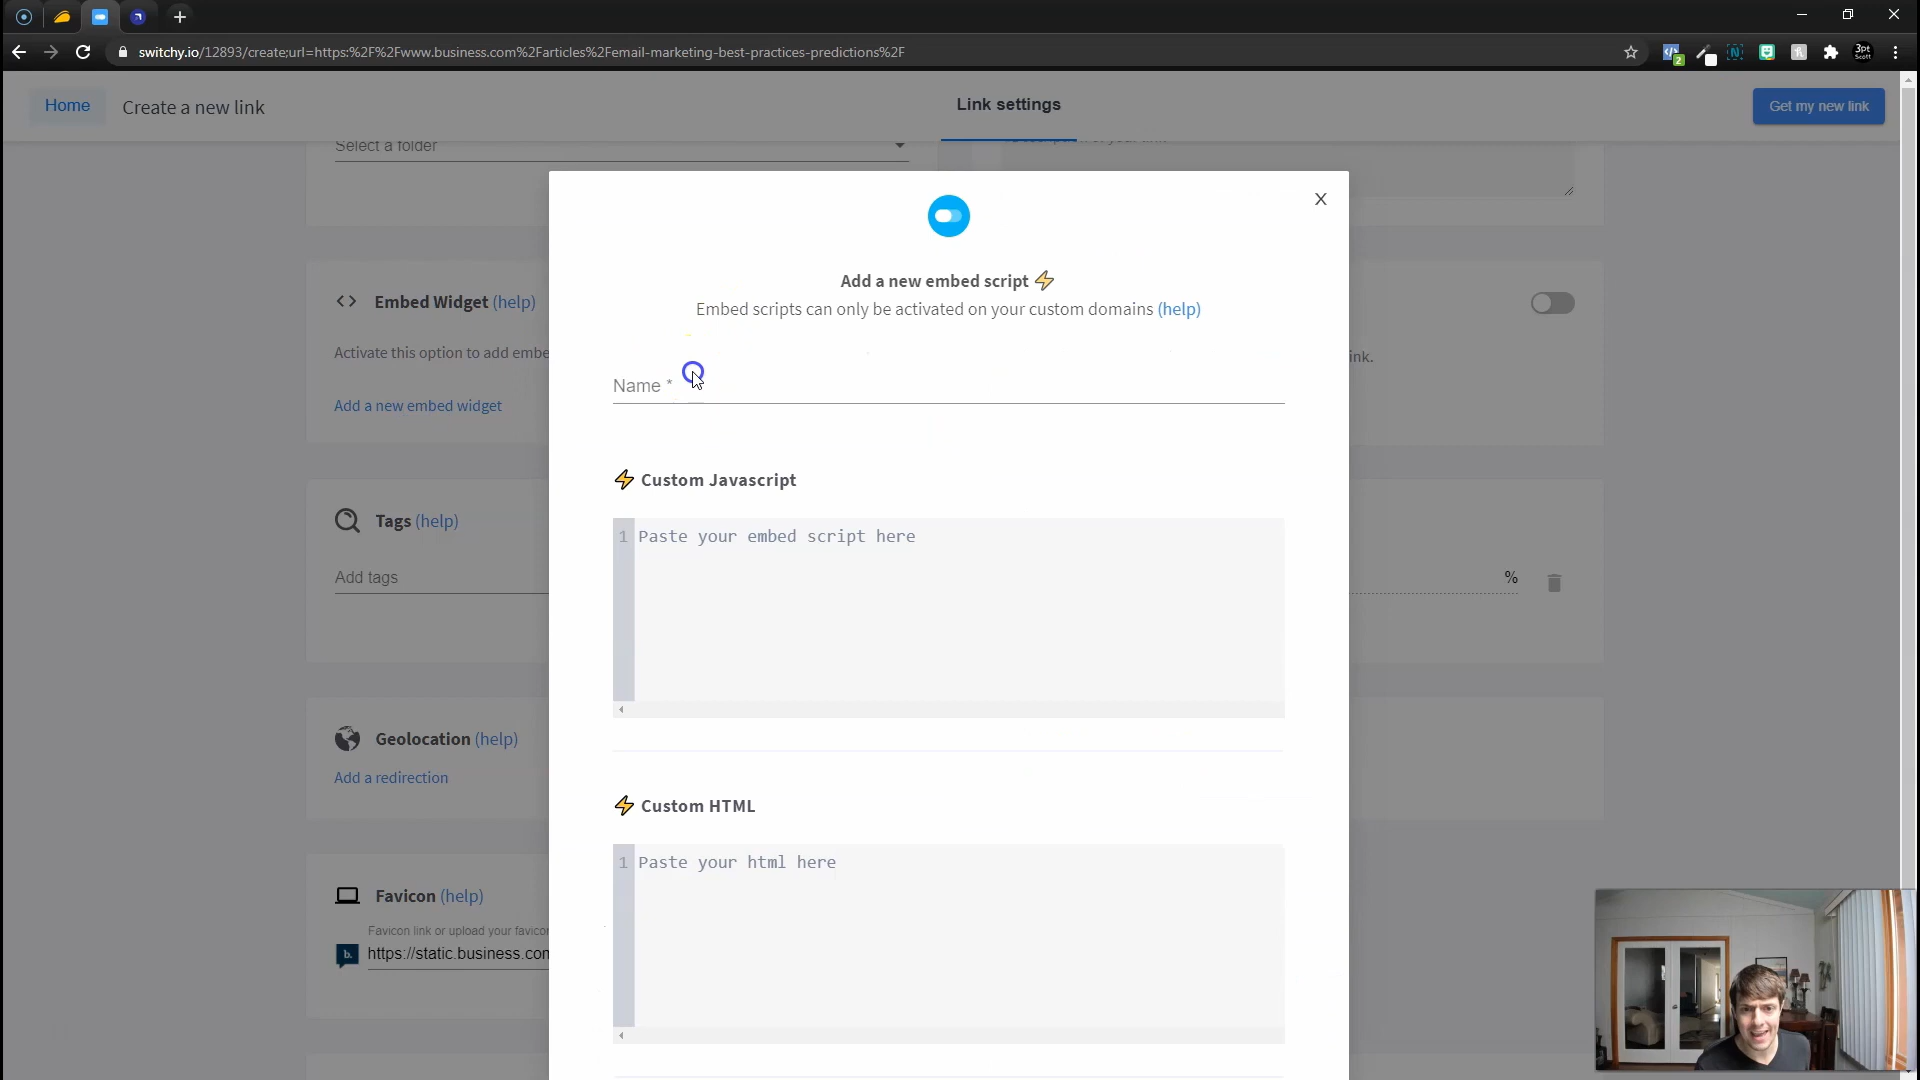 switchy.io/12893/create;url=https:%2F%2Fwww.business.com%2Farticles%2Femail-marketing-best-practices-predictions%2F
2
3pt
Scott
Home
Create a new link
Link settings
Get my new link
Select a folder
X
Add a new embed script
Embed scripts can only be activated on your custom domains (help)
Name *
Embed Widget (help)
Activate this option to add embe
ink.
Add a new embed widget
Custom Javascript
1 Paste your embed script here
Tags (help)
Add tags
%
Geolocation (help)
Add a redirection
Custom HTML
1 Paste your html here
Favicon (help)
Favicon link or upload your favicon
b.
https://static.business.con